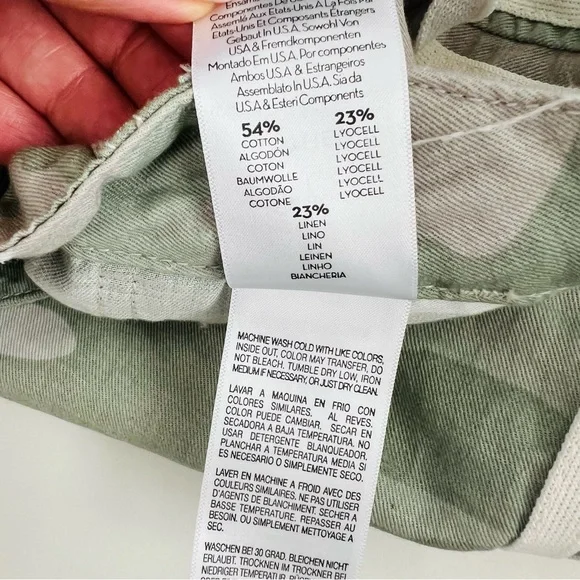 Componentes De
Assemblé Aux États-Unis À La Fois Par
États-Unis Et Composants Étrangers
Gebaut In U.S.A. Sowohl Von
USA & Fremdkomponenten
Montado Em U.S.A. Por componentes
Ambos U.S.A & Estrangeiros
Assemblato In U.S.A. Sia da
U.S.A & Esteri Components
54%
COTTON
ALGODÓN
COTON
BAUMWOLLE
ALGODÃO
COTONE
23%
LYOCELL
LYOCELL
LYOCELL
LYOCELL
LYOCELL
LYOCELL
23%
LINEN
LINO
LIN
LEINEN
LINHO
BIANCHERIA
MACHINE WASH COLD WITH LIKE COLORS,
INSIDE OUT, COLOR MAY TRANSFER, DO
NOT BLEACH. TUMBLE DRY LOW, IRON
MEDIUM IF NECESSARY, OR JUST DRY CLEAN.
LAVAR A MAQUINA EN FRIO CON
COLORES SIMILARES, AL REVES.
COLOR PUEDE CAMBIAR. SECAR EN
SECADORA A BAJA TEMPERATURA. NO
USAR DETERGENTE BLANQUEADOR.
PLANCHAR A TEMPERATURA MEDIA SI
ES NECESARIO O SIMPLEMENTE SECO.
LAVER EN MACHINE A FROID AVEC DES
COULEURS SIMILAIRES. NE PAS UTILISER
D'AGENTS DE BLANCHIMENT. SECHER A
BASSE TEMPERATURE. REPASSER AU
BESOIN. OU SIMPLEMENT METTOYAGE A
SEC.
WASCHEN BEI 30 GRAD. BLEICHEN NICHT
ERLAUBT. TROCKNEN IM TROCKNER BEI
NIEDRIGER TEMPERATUR.